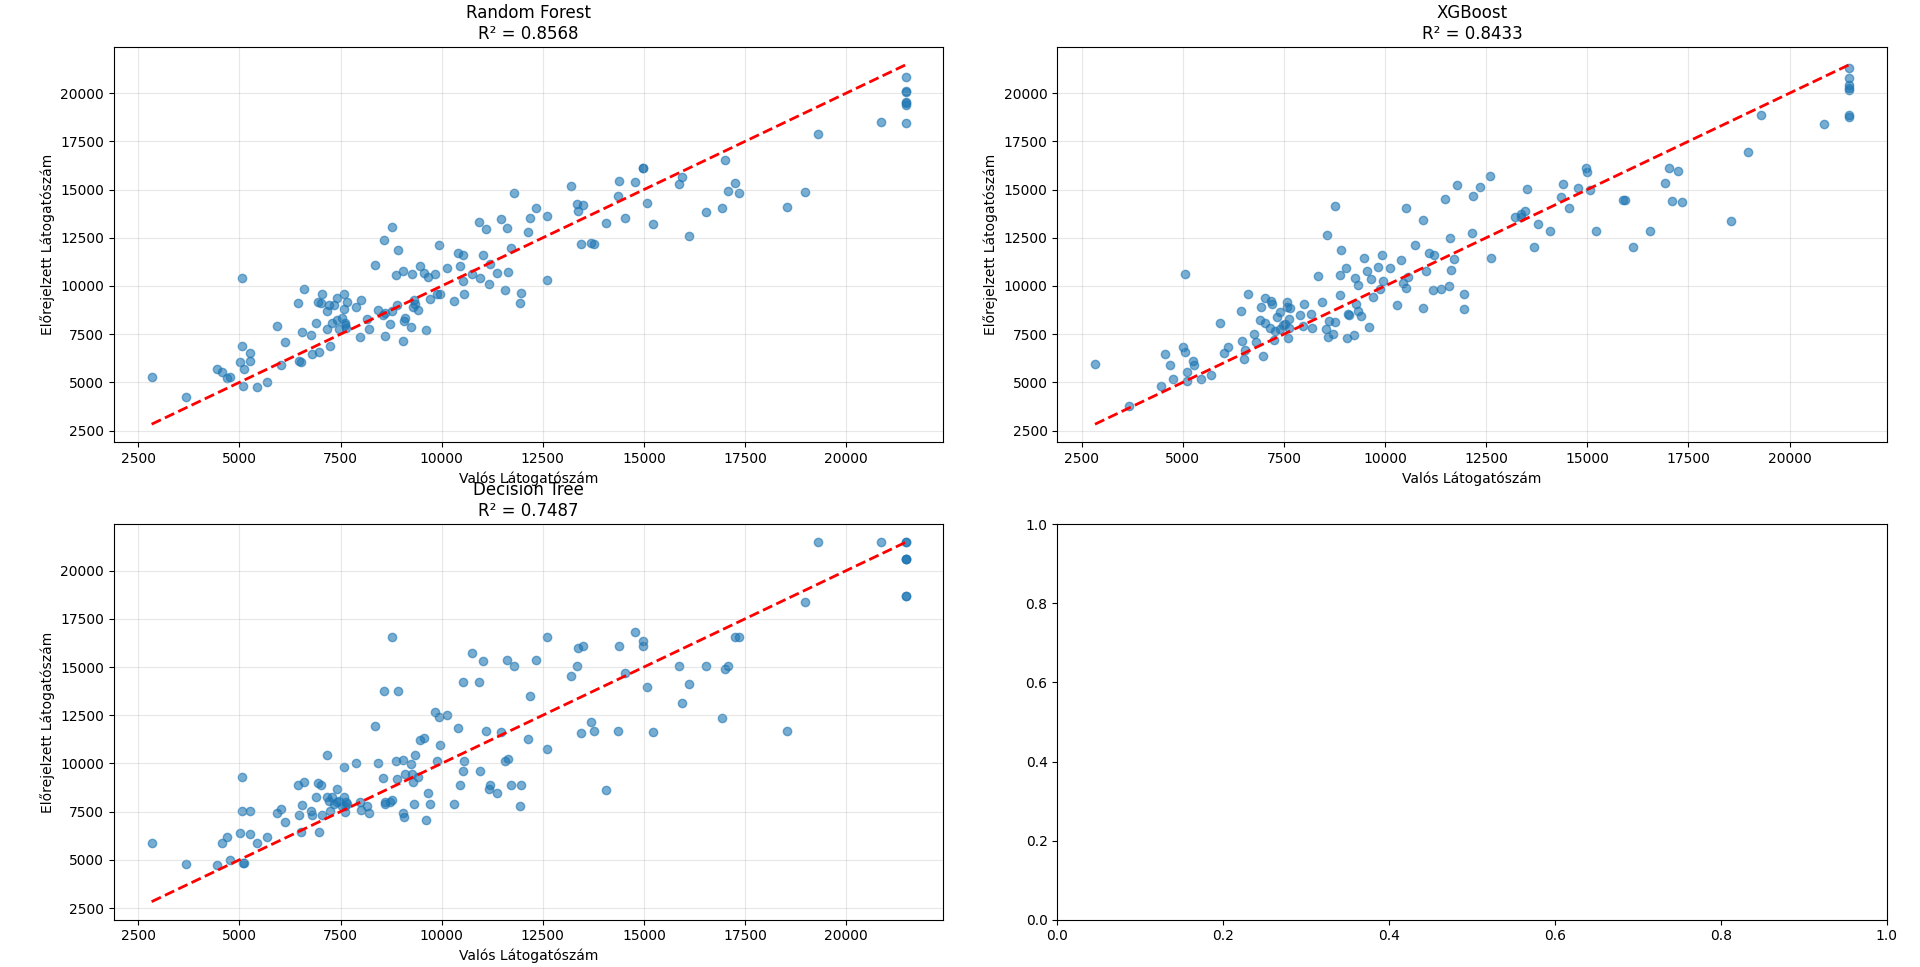 Random Forest
R² = 0.8568
20000
17500
15000
12500
10000
7500
5000
2500
Előrejelzett Látogatószám
2500 5000 7500 10000 12500 15000 17500 20000
Valós Látogatószám
XGBoost
R² = 0.8433
20000
17500
15000
12500
10000
7500
5000
2500
Előrejelzett Látogatószám
2500 5000 7500 10000 12500 15000 17500 20000
Valós Látogatószám
Decision Tree
R² = 0.7487
20000
17500
15000
12500
10000
7500
5000
2500
Előrejelzett Látogatószám
2500 5000 7500 10000 12500 15000 17500 20000
Valós Látogatószám
1.0
0.8
0.6
0.4
0.2
0.0
0.0 0.2 0.4 0.6 0.8 1.0